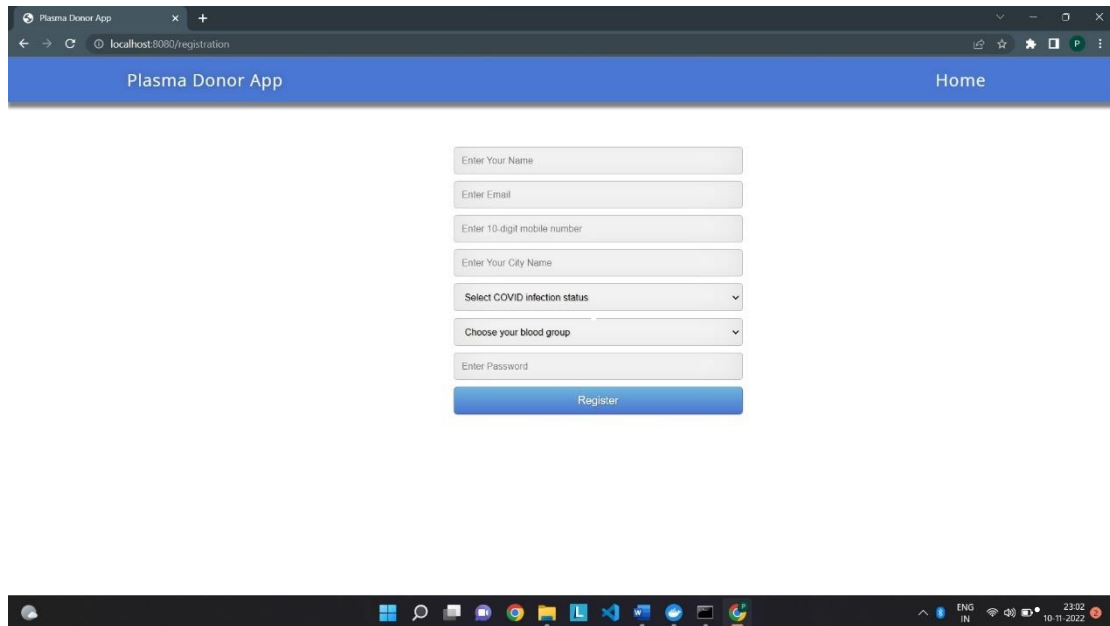 Plasma Donor App
localhost:8080/registration
P
Plasma Donor App
Home
Enter Your Name
Enter Email
Enter 10-digit mobile number
Enter Your City Name
Select COVID infection status
Choose your blood group
Enter Password
Register
L
ENG
IN
23:02
10-11-2022
2